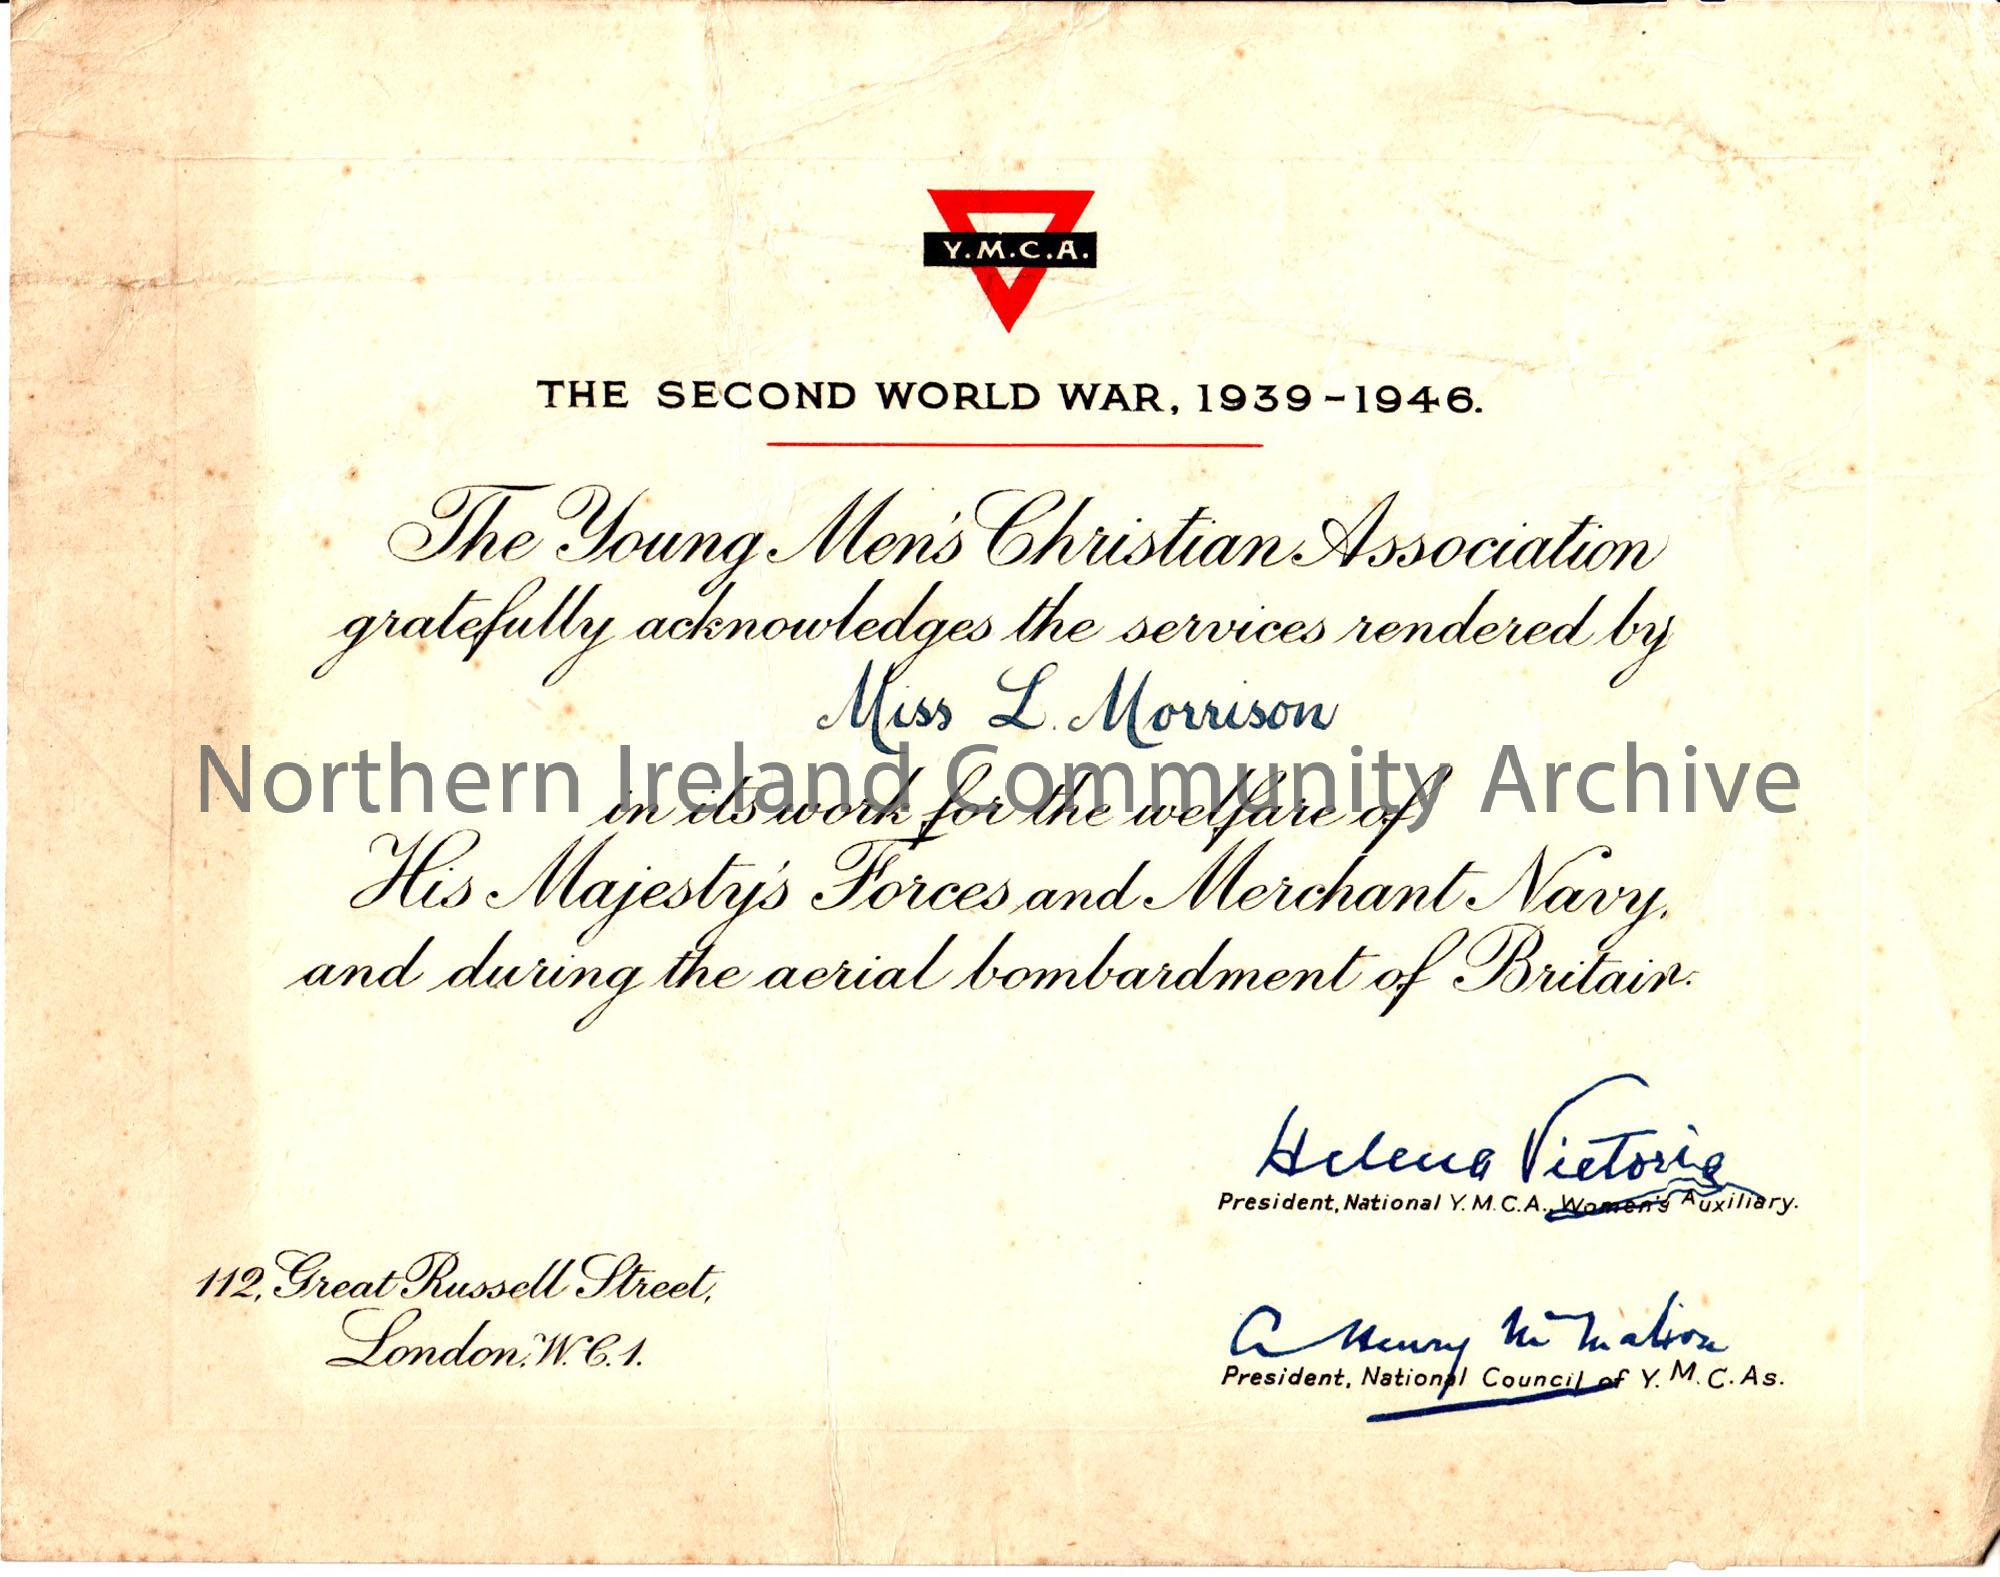 Y.M.C.A.
THE SECOND WORLD WAR, 1939-1946.
The Young Men's Christian Association
gratefully acknowledges the services rendered by
Miss L. Morrison
Northern Ireland Community Archive
in its work for the welfare of
His Majesty's Forces and Merchant Navy,
and during the aerial bombardment of Britain.
Helena Victoria
President, National Y.M.C.A. Women's Auxiliary.
112, Great Russell Street,
London, W.C.1.
A Henry McMahon
President, National Council of Y.M.C.As.